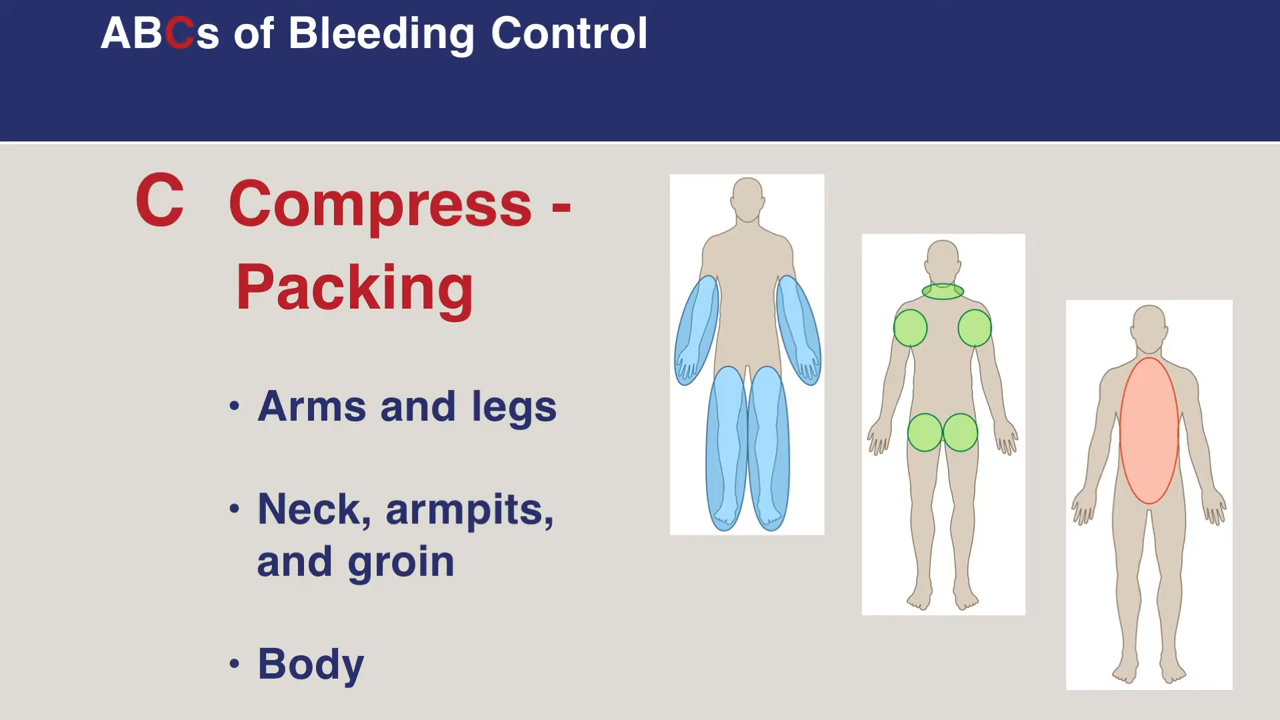 ABCs of Bleeding Control
C Compress -
Packing
• Arms and legs
• Neck, armpits,
and groin
• Body